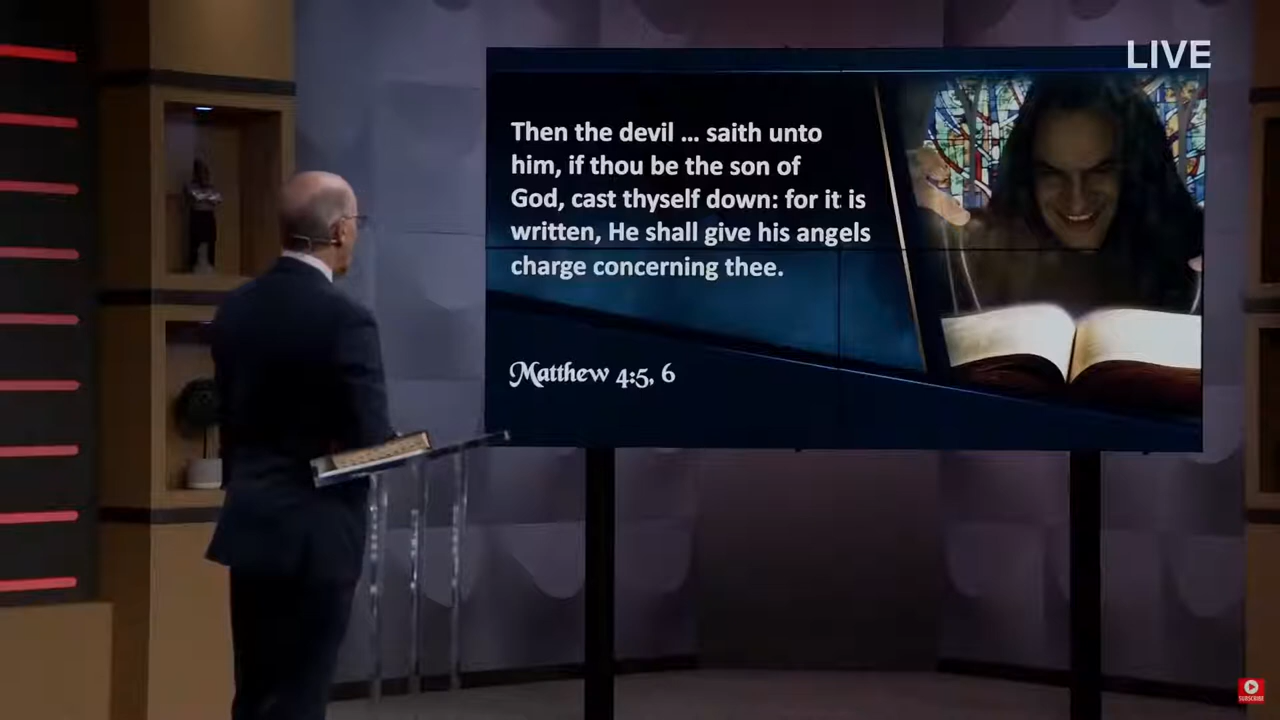 LIVE
Then the devil ... saith unto
him, if thou be the son of
God, cast thyself down: for it is
written, He shall give his angels
charge concerning thee.
Matthew 4:5, 6
SUBSCRIBE